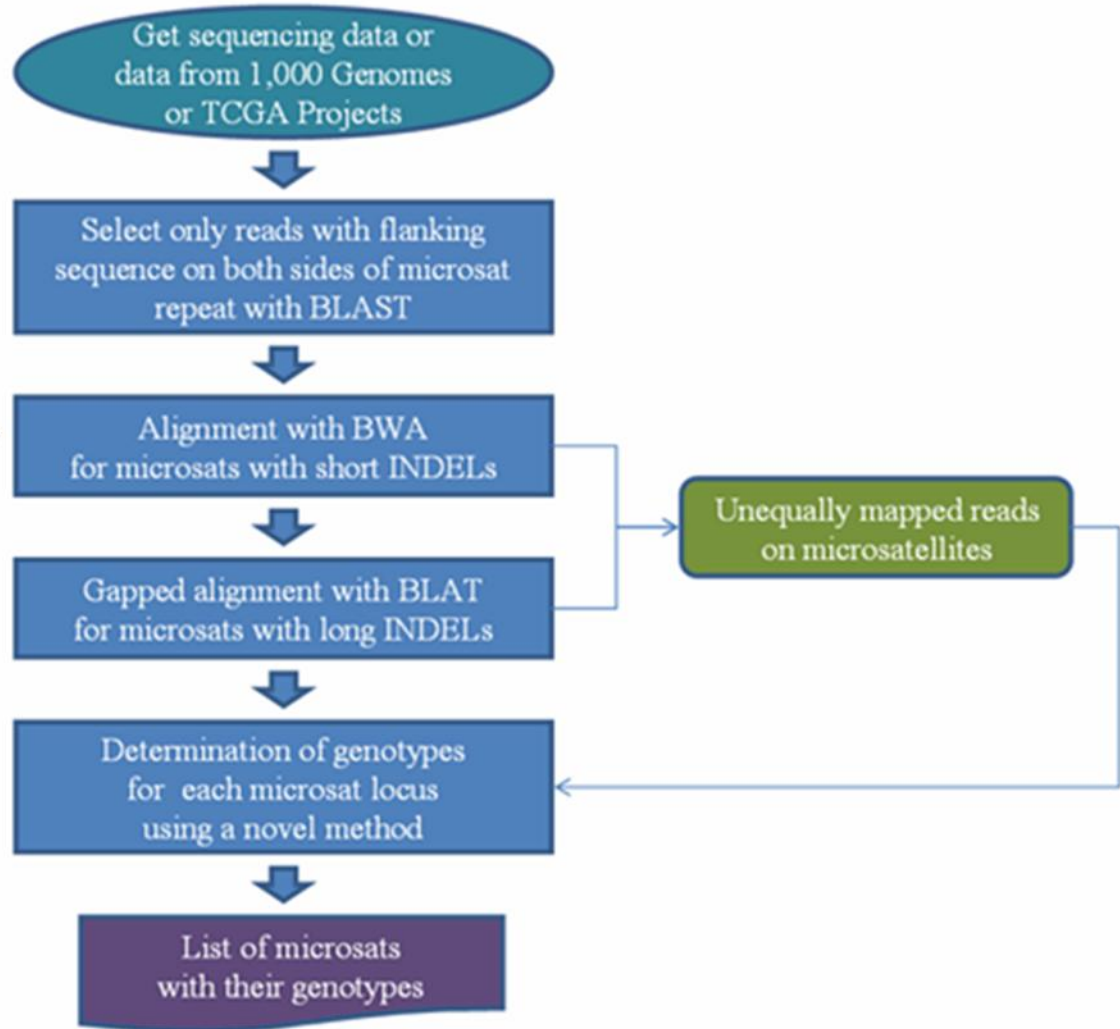 Get sequencing data or
data from 1,000 Genomes
or TCGA Projects
Select only reads with flanking
sequence on both sides of microsat
repeat with BLAST
Alignment with BWA
for microsats with short INDELs
Unequally mapped reads
on microsatellites
Gapped alignment with BLAT
for microsats with long INDELs
Determination of genotypes
for each microsat locus
using a novel method
List of microsats
with their genotypes